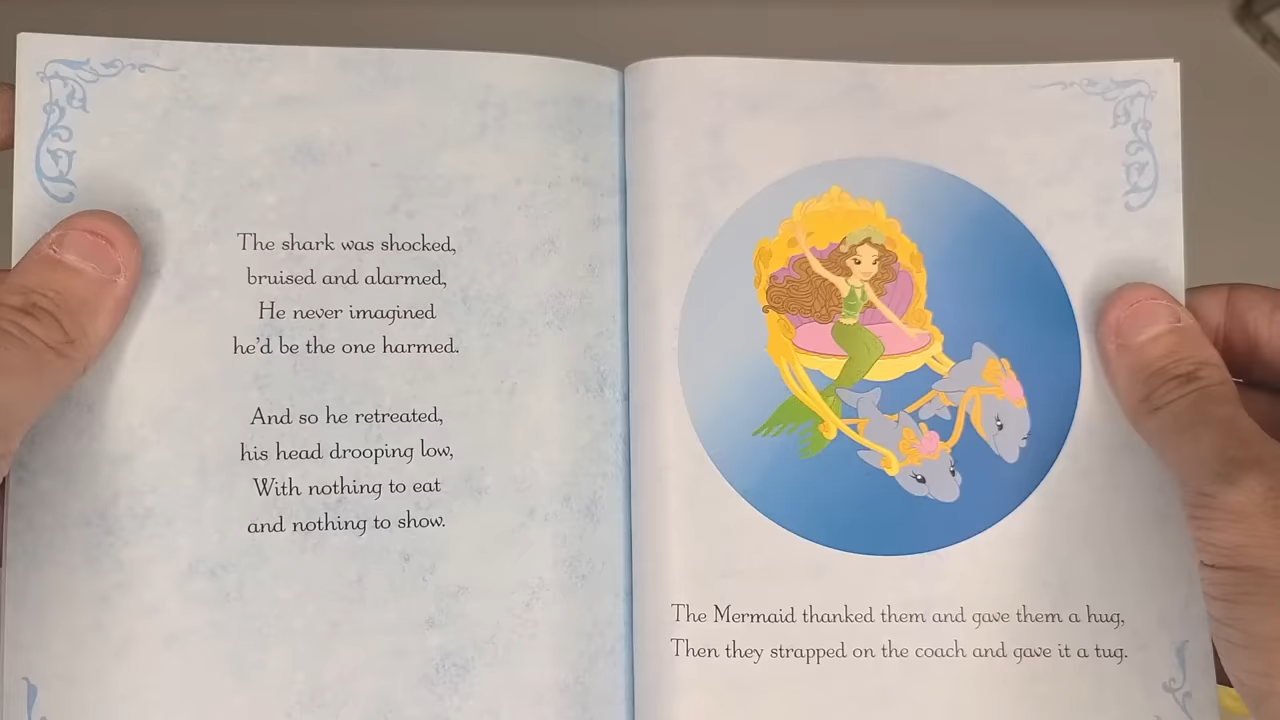 The shark was shocked,
bruised and alarmed,
He never imagined
he'd be the one harmed.
And so he retreated,
his head drooping low,
With nothing to eat
and nothing to show.
The Mermaid thanked them and gave them a hug,
Then they strapped on the coach and gave it a tug.